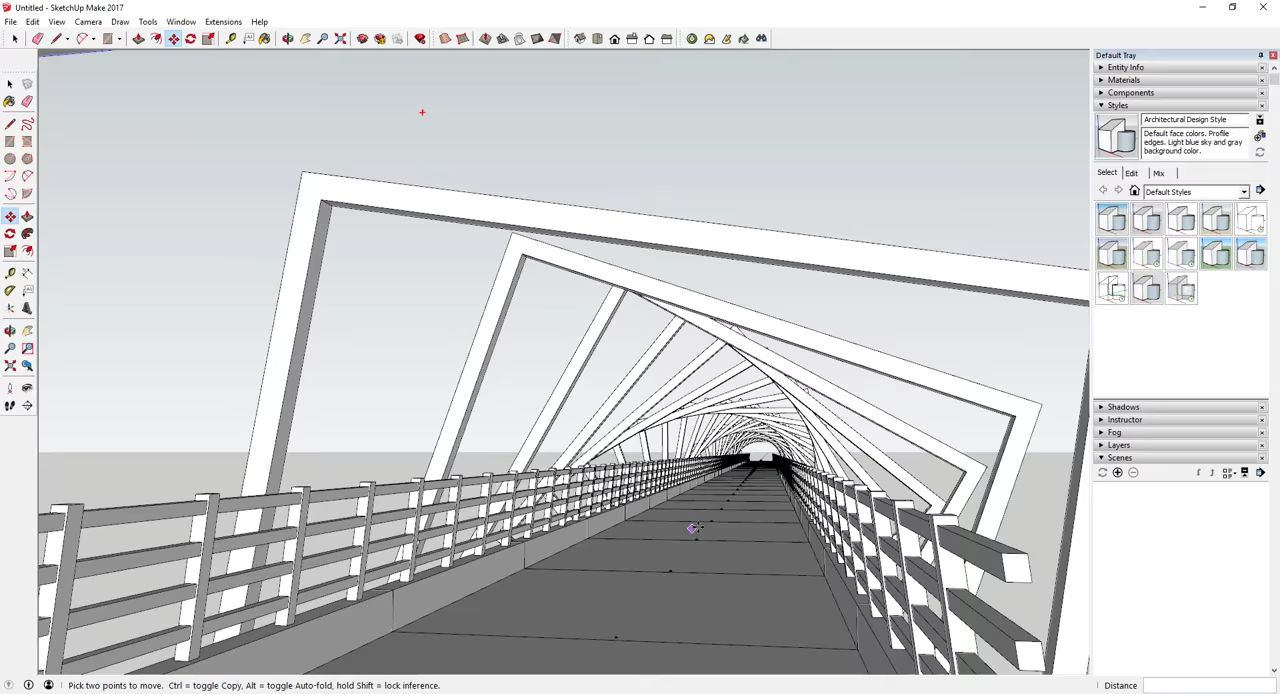 Untitled - SketchUp Make 2017
File Edit View Camera Draw Tools Window Extensions Help
Default Tray
Entity Info
Materials
Components
Styles
Architectural Design Style
Default face colors. Profile
edges. Light blue sky and gray
background color.
Select Edit Mix
Default Styles
Shadows
Instructor
Fog
Layers
Scenes
Pick two points to move. Ctrl = toggle Copy, Alt = toggle Auto-fold, hold Shift = lock inference.
Distance